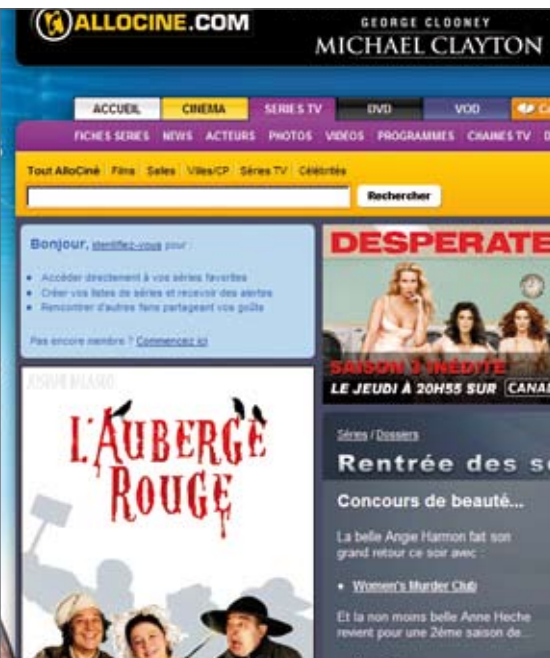 ALLOCINE.COM
GEORGE CLOONEY
MICHAEL CLAYTON
ACCUEIL CINEMA SERIES TV DVD VOD
FICHES SERIES NEWS ACTEURS PHOTOS VIDEOS PROGRAMMES CHAINES TV
Tout AlloCiné Films Salles Villes/CP Séries TV Célébrités
Rechercher
Bonjour, identifiez-vous pour :
Accéder directement à vos séries favorites
Créer vos listes de séries et recevoir des alertes
Rencontrer d'autres fans partageant vos goûts
Pas encore membre ? Commencez ici
DESPERATE
SAISON 3 INÉDITE
LE JEUDI À 20H55 SUR CANAL
JOSIANE BALASKO
L'AUBERGE
ROUGE
Séries / Dossiers
Rentrée des sé
Concours de beauté...
La belle Angie Harmon fait son
grand retour ce soir avec :
Women's Murder Club
Et la non moins belle Anne Heche
revient pour une 2ème saison de...